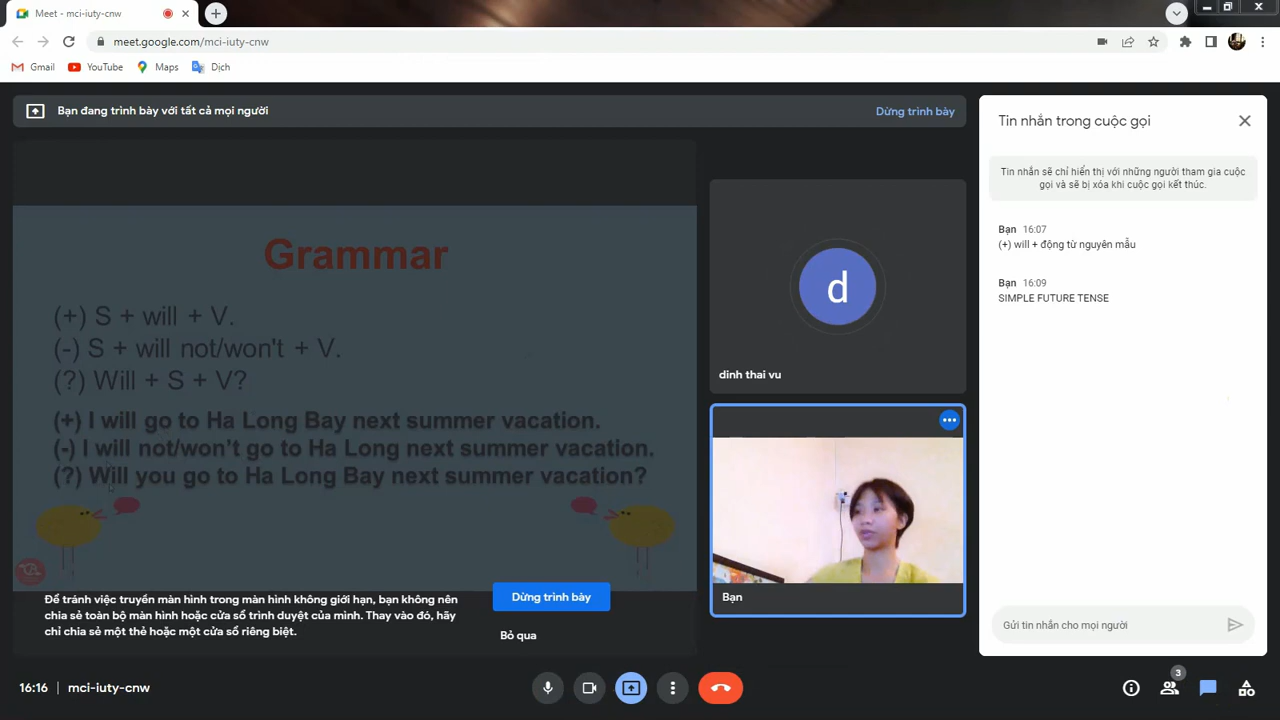 Meet - mci-iuty-cnw
meet.google.com/mci-iuty-cnw
Gmail YouTube Maps Dịch
Bạn đang trình bày với tất cả mọi người
Dừng trình bày
Grammar
(+) S + will + V.
(-) S + will not/won't + V.
(?) Will + S + V?
(+) I will go to Ha Long Bay next summer vacation.
(-) I will not/won't go to Ha Long next summer vacation.
(?) Will you go to Ha Long Bay next summer vacation?
Để tránh việc truyền màn hình trong màn hình không giới hạn, bạn không nên
chia sẻ toàn bộ màn hình hoặc cửa sổ trình duyệt của mình. Thay vào đó, hãy
chỉ chia sẻ một thẻ hoặc một cửa sổ riêng biệt.
Dừng trình bày
Bỏ qua
d
dinh thai vu
Bạn
Tin nhắn trong cuộc gọi
Tin nhắn sẽ chỉ hiển thị với những người tham gia cuộc
gọi và sẽ bị xóa khi cuộc gọi kết thúc.
Bạn 16:07
(+) will + động từ nguyên mẫu
Bạn 16:09
SIMPLE FUTURE TENSE
Gửi tin nhắn cho mọi người
16:16 | mci-iuty-cnw
3